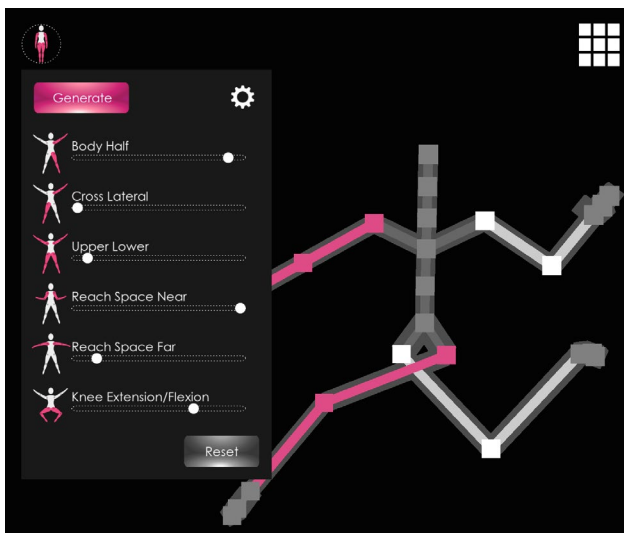 Generate
Body Half
Cross Lateral
Upper Lower
Reach Space Near
Reach Space Far
Knee Extension/Flexion
Reset